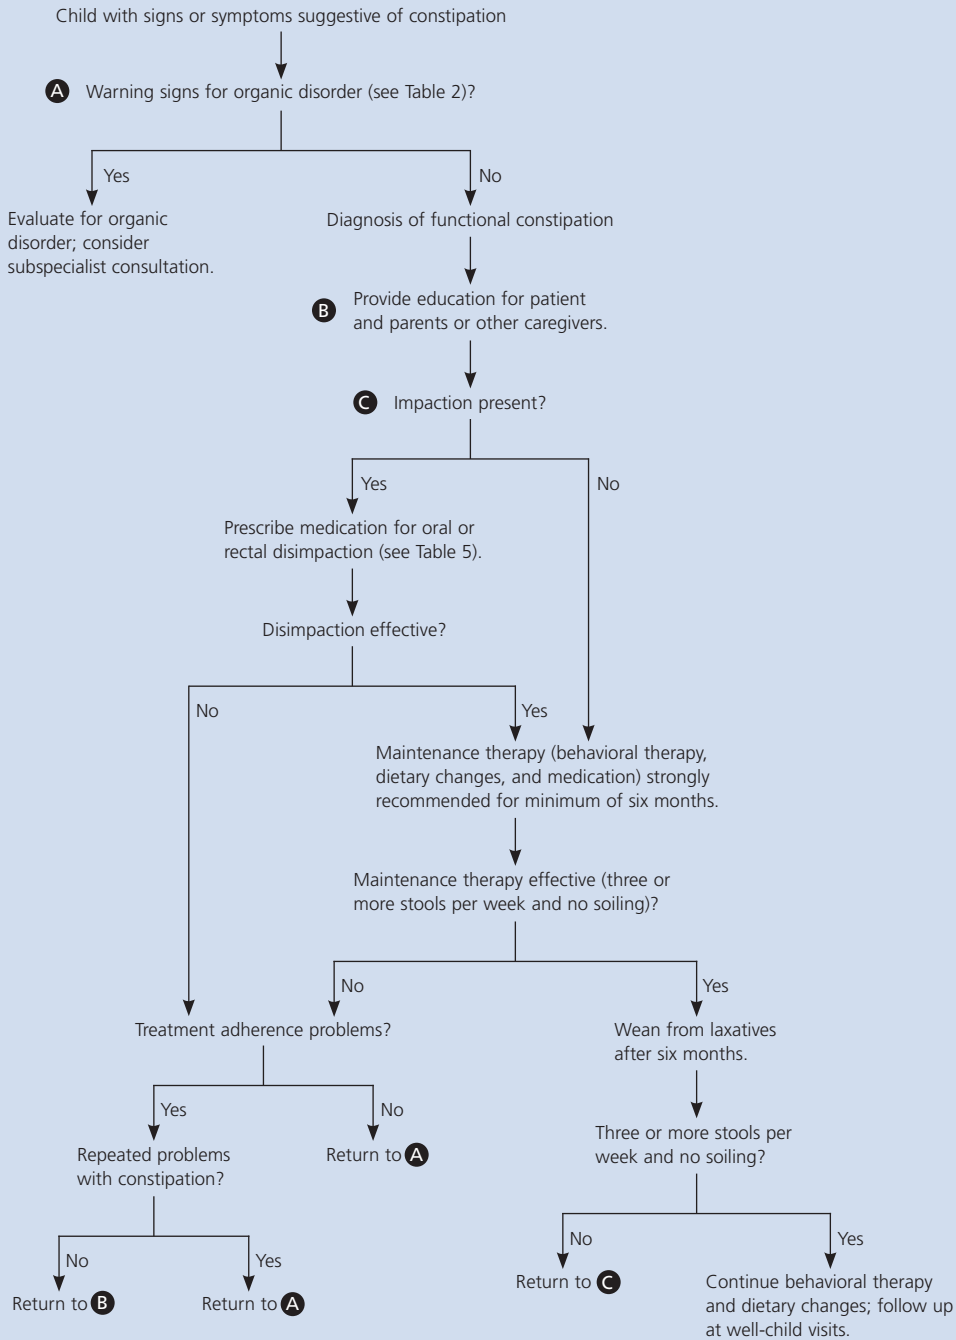 Child with signs or symptoms suggestive of constipation
A Warning signs for organic disorder (see Table 2)?
Yes
No
Evaluate for organic
disorder; consider
subspecialist consultation.
Diagnosis of functional constipation
B Provide education for patient
and parents or other caregivers.
C Impaction present?
Yes
No
Prescribe medication for oral or
rectal disimpaction (see Table 5).
Disimpaction effective?
No
Yes
Maintenance therapy (behavioral therapy,
dietary changes, and medication) strongly
recommended for minimum of six months.
Maintenance therapy effective (three or
more stools per week and no soiling)?
No
Yes
Treatment adherence problems?
Wean from laxatives
after six months.
Yes
No
Repeated problems
with constipation?
Return to A
Three or more stools per
week and no soiling?
No
Yes
Return to B
Return to A
No
Yes
Return to C
Continue behavioral therapy
and dietary changes; follow up
at well-child visits.